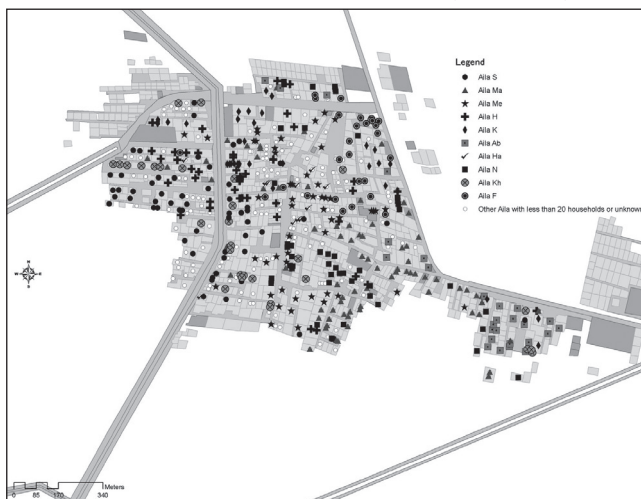 Legend
Aila S
Aila Ma
Aila Me
Aila H
Aila K
Aila Ab
Aila Ha
Aila N
Aila Kh
Aila F
Other Aila with less than 20 households or unknown
N
W
E
S
Meters
0 85 170 340